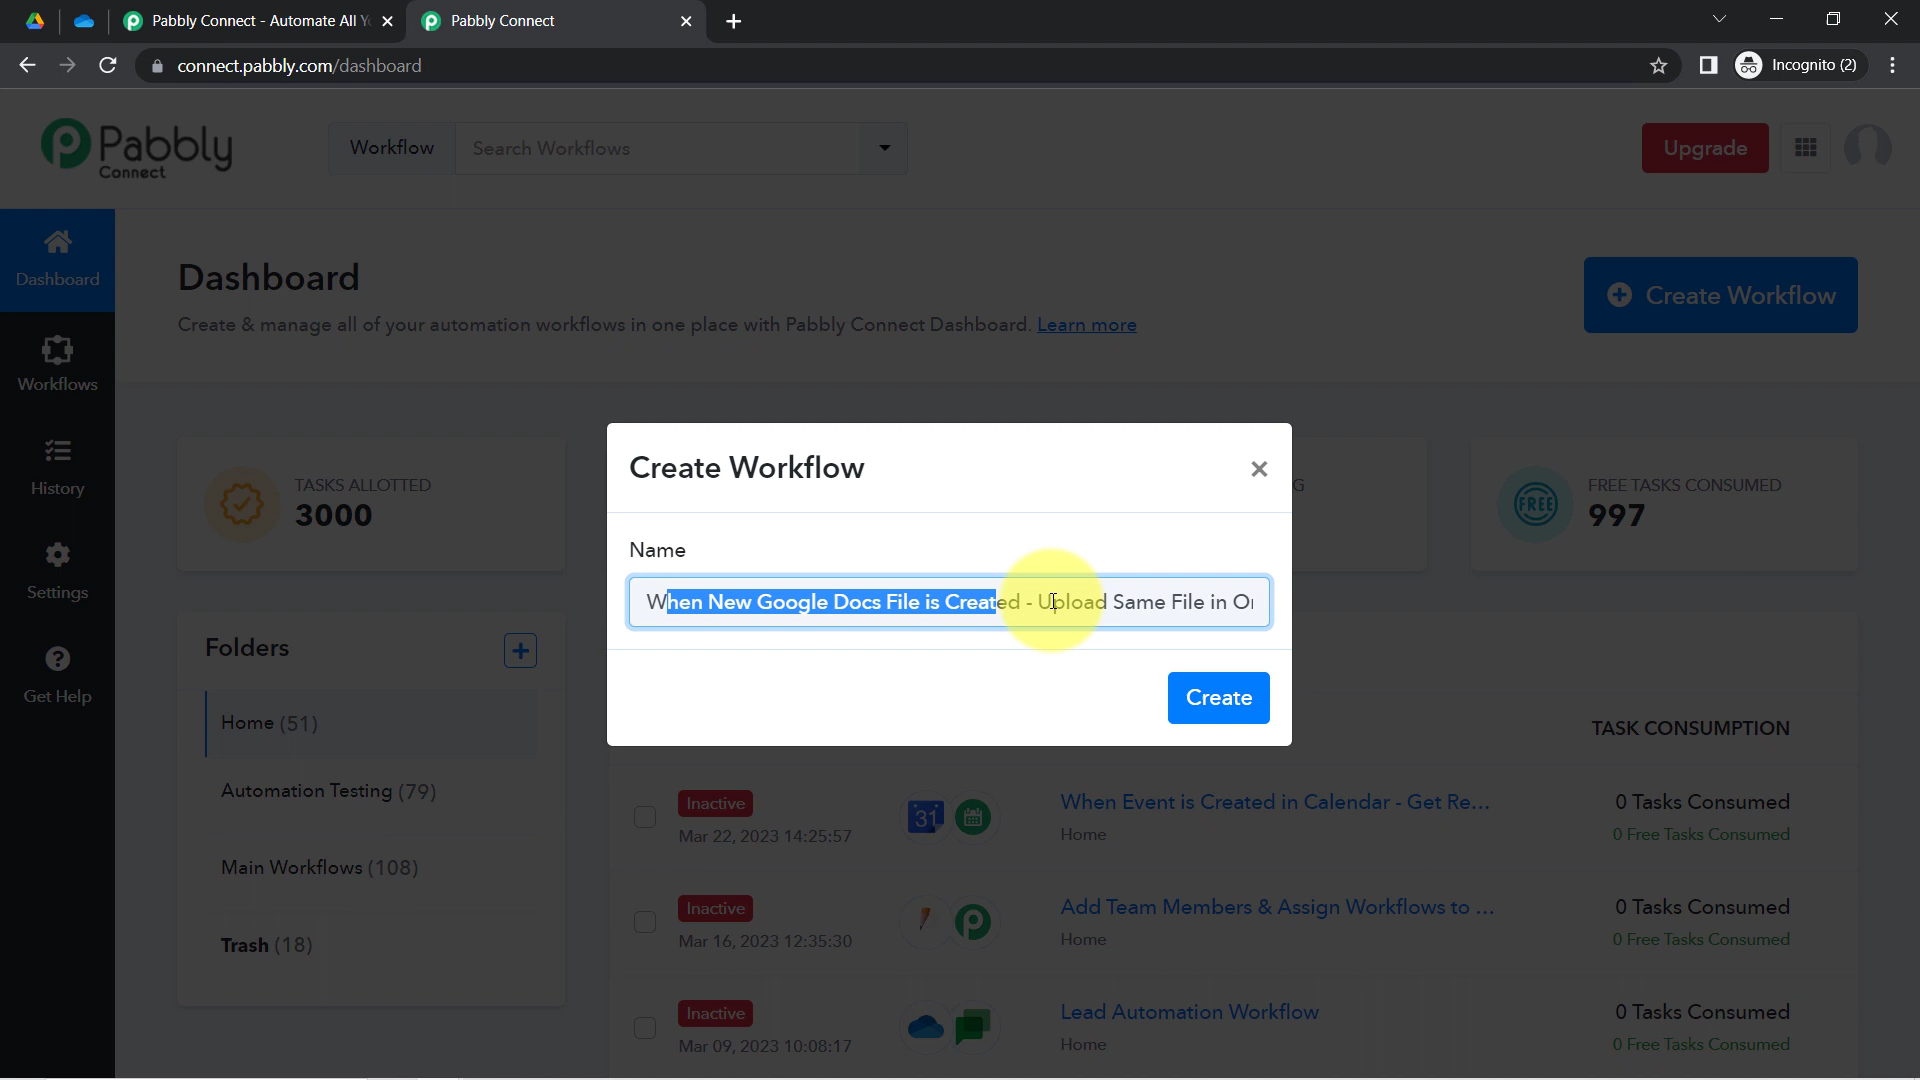 Pabbly Connect - Automate All Y
Pabbly Connect
connect.pabbly.com/dashboard
Incognito (2)
Pabbly
Connect
Workflow
Search Workflows
Upgrade
Dashboard
Workflows
History
Settings
Get Help
Dashboard
Create & manage all of your automation workflows in one place with Pabbly Connect Dashboard. Learn more
Create Workflow
TASKS ALLOTTED
3000
G
FREE TASKS CONSUMED
FREE
997
Create Workflow
Name
When New Google Docs File is Created - Upload Same File in Or
Create
Folders
Home (51)
Automation Testing (79)
Main Workflows (108)
Trash (18)
TASK CONSUMPTION
Inactive
Mar 22, 2023 14:25:57
31
When Event is Created in Calendar - Get Re...
Home
0 Tasks Consumed
0 Free Tasks Consumed
Inactive
Mar 16, 2023 12:35:30
Add Team Members & Assign Workflows to ...
Home
0 Tasks Consumed
0 Free Tasks Consumed
Inactive
Mar 09, 2023 10:08:17
Lead Automation Workflow
Home
0 Tasks Consumed
0 Free Tasks Consumed